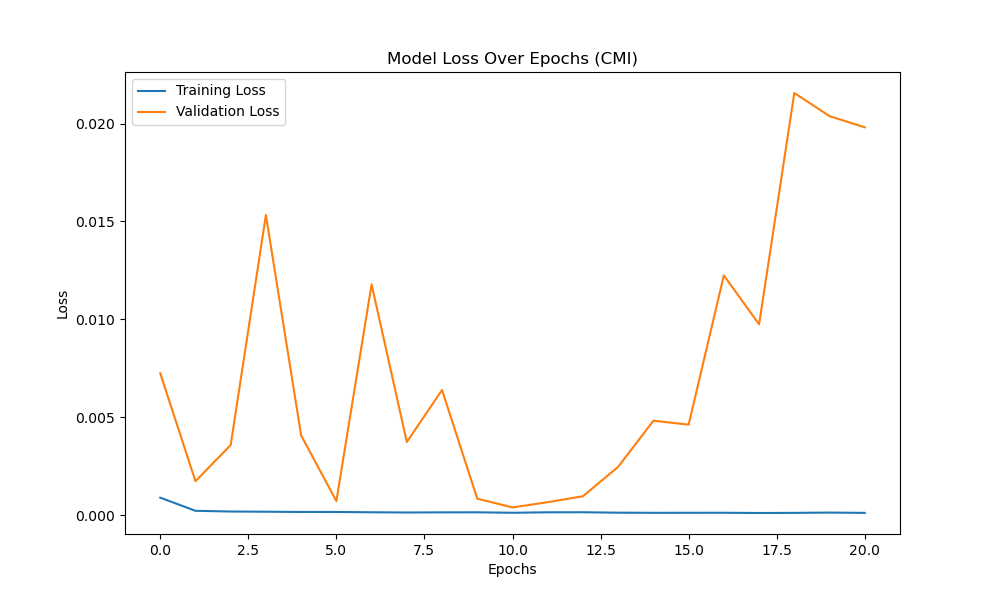 Model Loss Over Epochs (CMI)
Training Loss
Validation Loss
Loss
0.020
0.015
0.010
0.005
0.000
0.0 2.5 5.0 7.5 10.0 12.5 15.0 17.5 20.0
Epochs